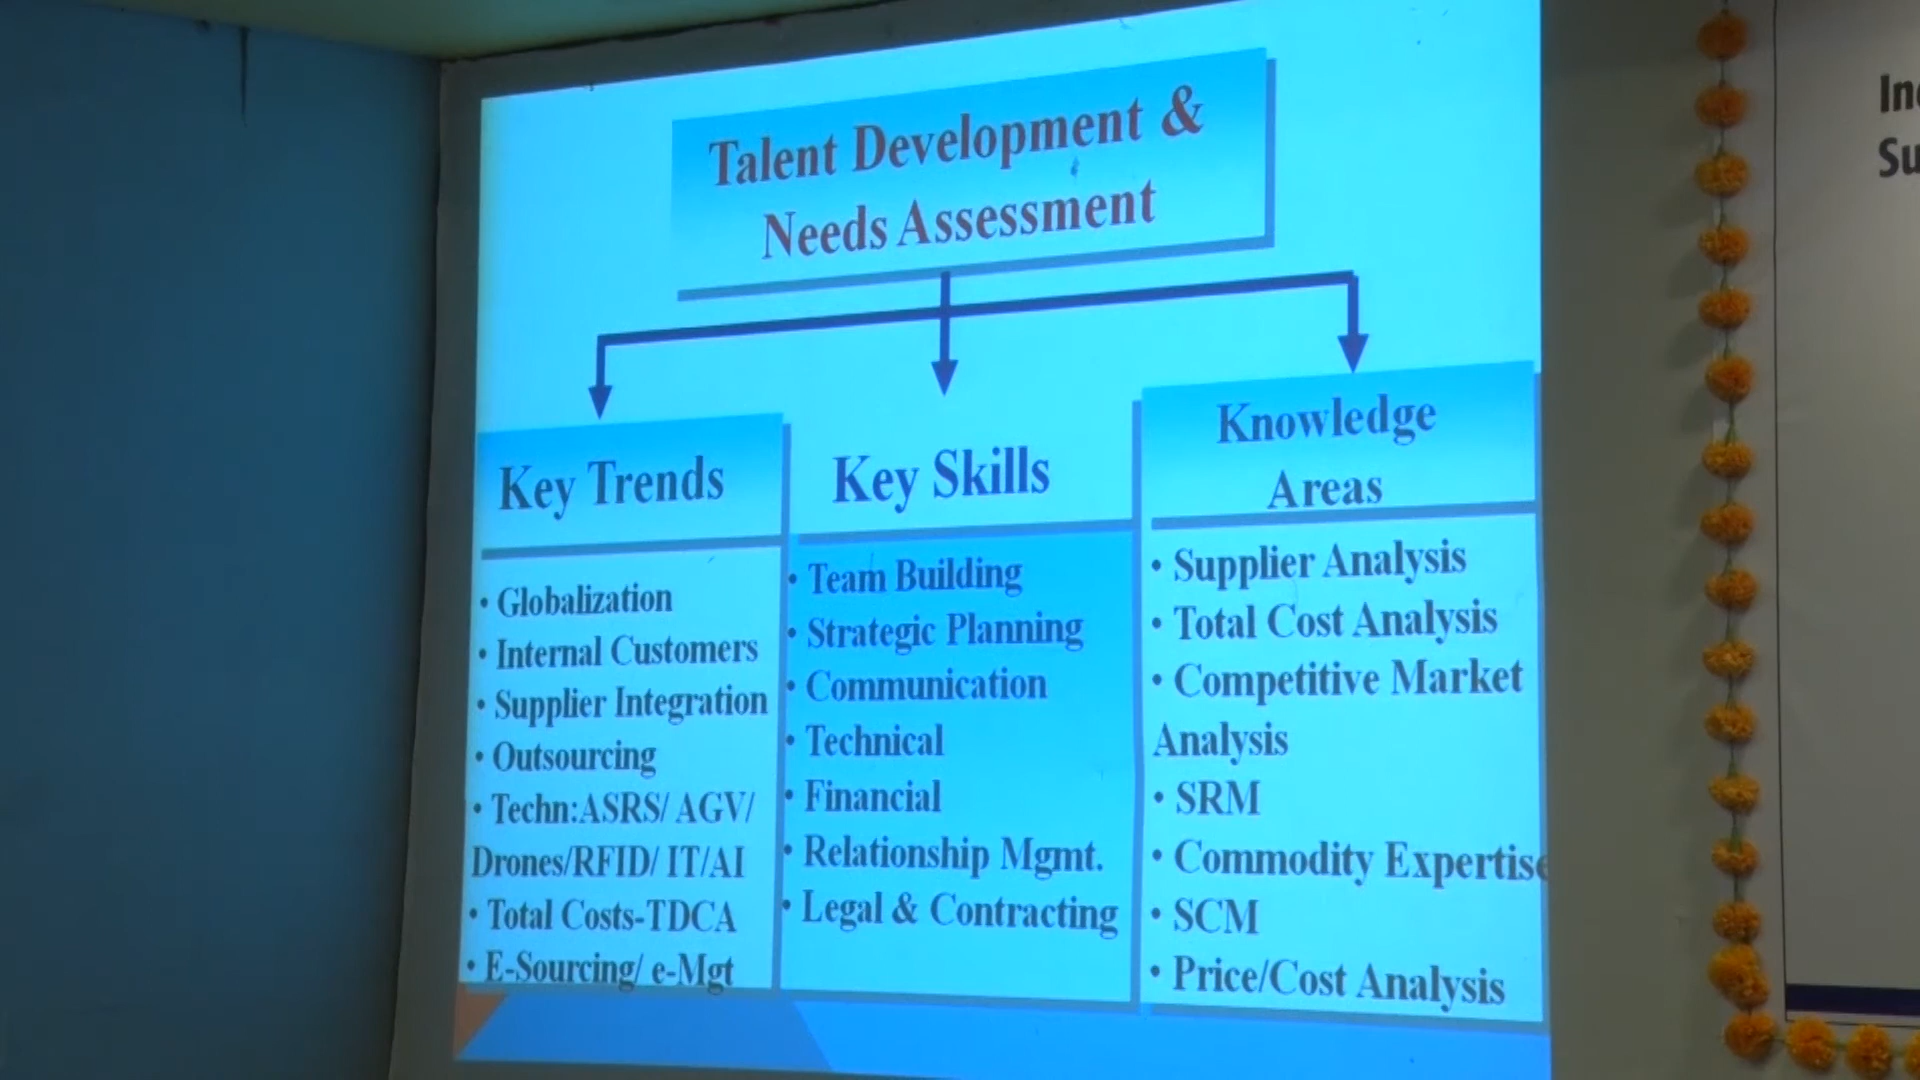 Talent Development &
Needs Assessment
Key Trends
• Globalization
• Internal Customers
• Supplier Integration
• Outsourcing
• Techn:ASRS/ AGV/
Drones/RFID/ IT/AI
• Total Costs-TDCA
• E-Sourcing/ e-Mgt
Key Skills
• Team Building
• Strategic Planning
• Communication
• Technical
• Financial
• Relationship Mgmt.
• Legal & Contracting
Knowledge
Areas
• Supplier Analysis
• Total Cost Analysis
• Competitive Market
Analysis
• SRM
• Commodity Expertise
• SCM
• Price/Cost Analysis